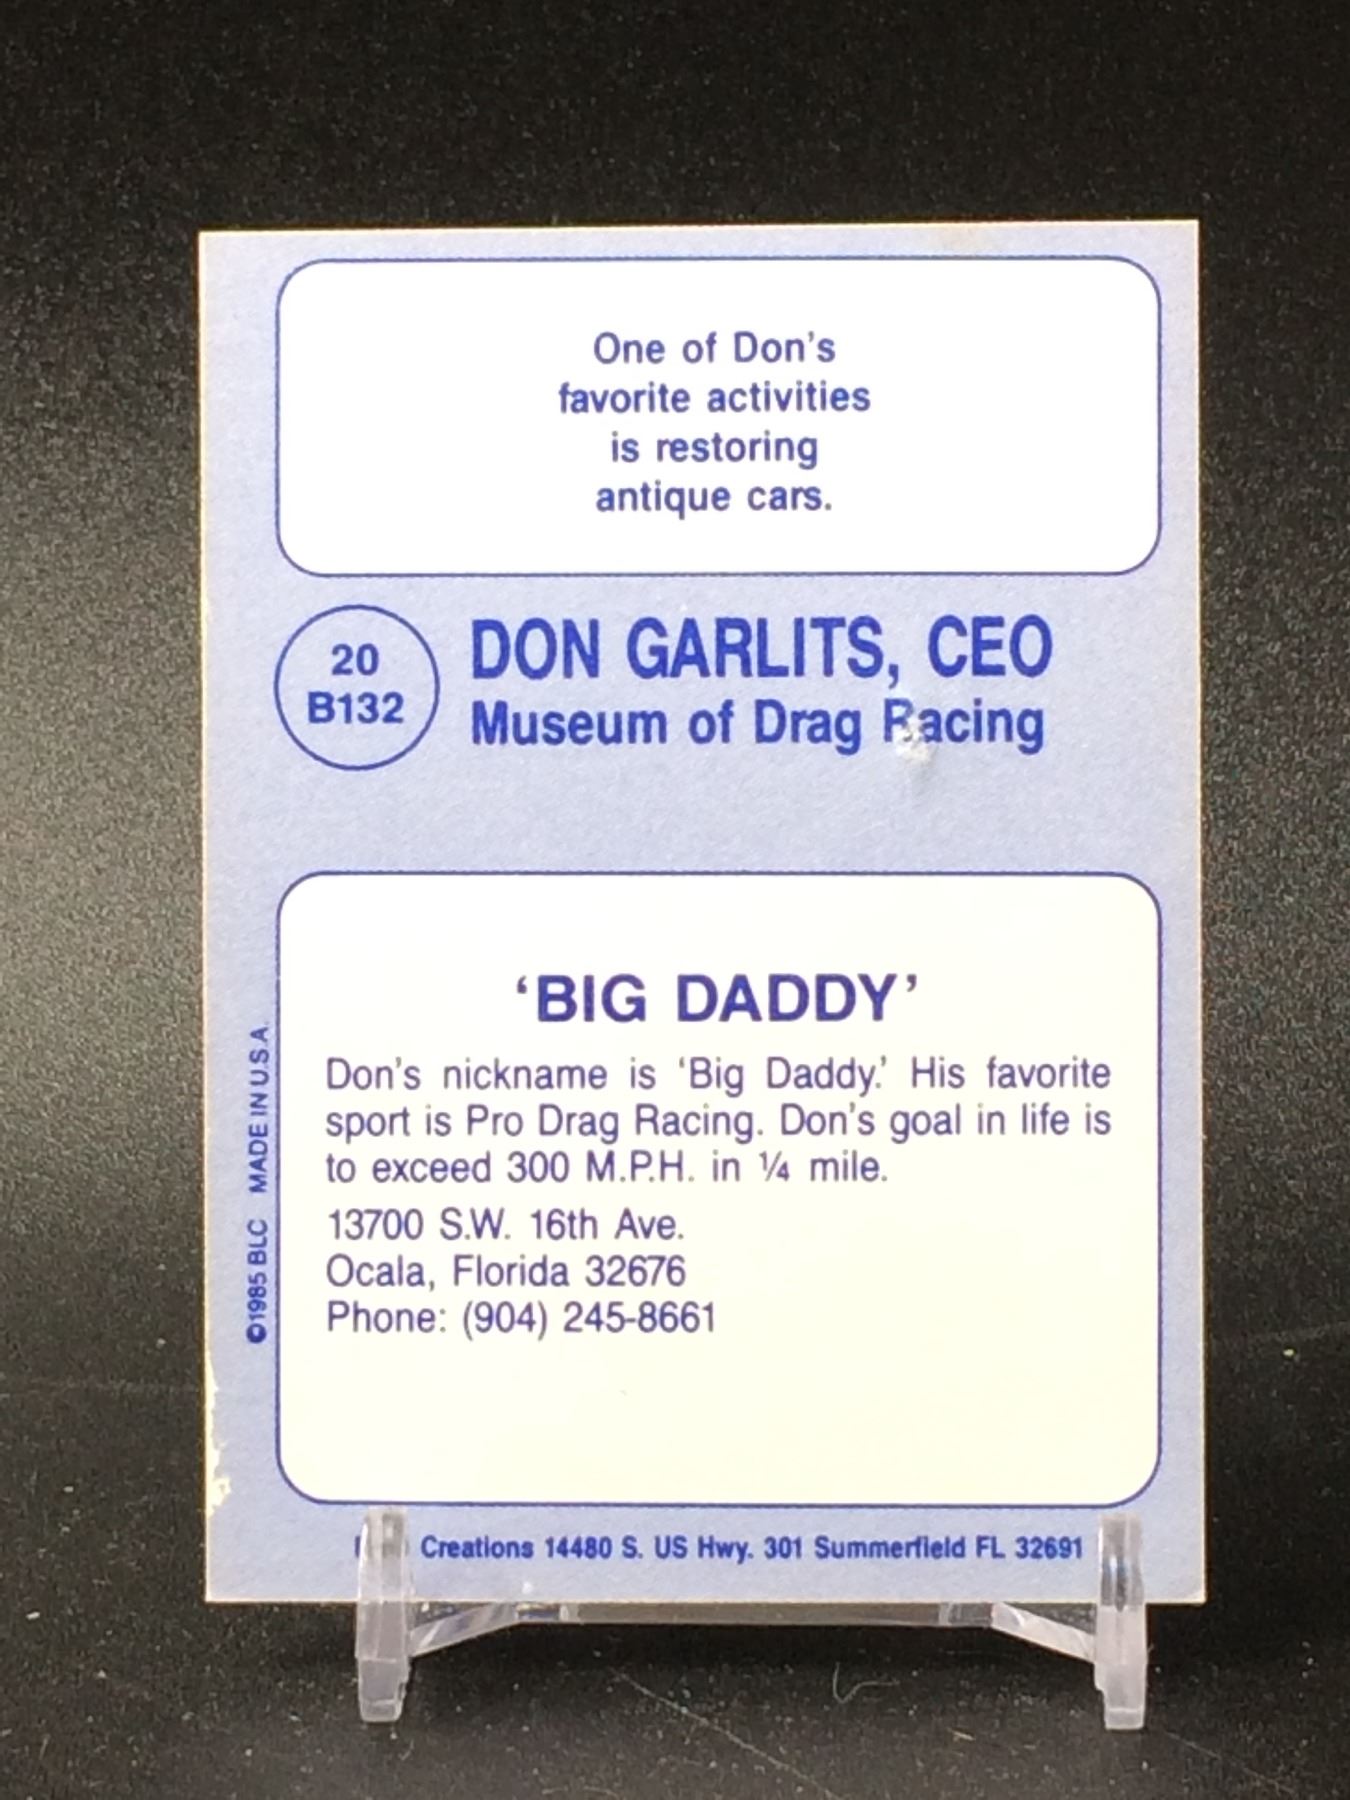 One of Don's
favorite activities
is restoring
antique cars.
20
B132
DON GARLITS, CEO
Museum of Drag Racing
'BIG DADDY'
Don's nickname is 'Big Daddy.' His favorite
sport is Pro Drag Racing. Don's goal in life is
to exceed 300 M.P.H. in ¼ mile.
13700 S.W. 16th Ave.
Ocala, Florida 32676
Phone: (904) 245-8661
©1985 BLC MADE IN U.S.A.
Creations 14480 S. US Hwy. 301 Summerfield FL 32691